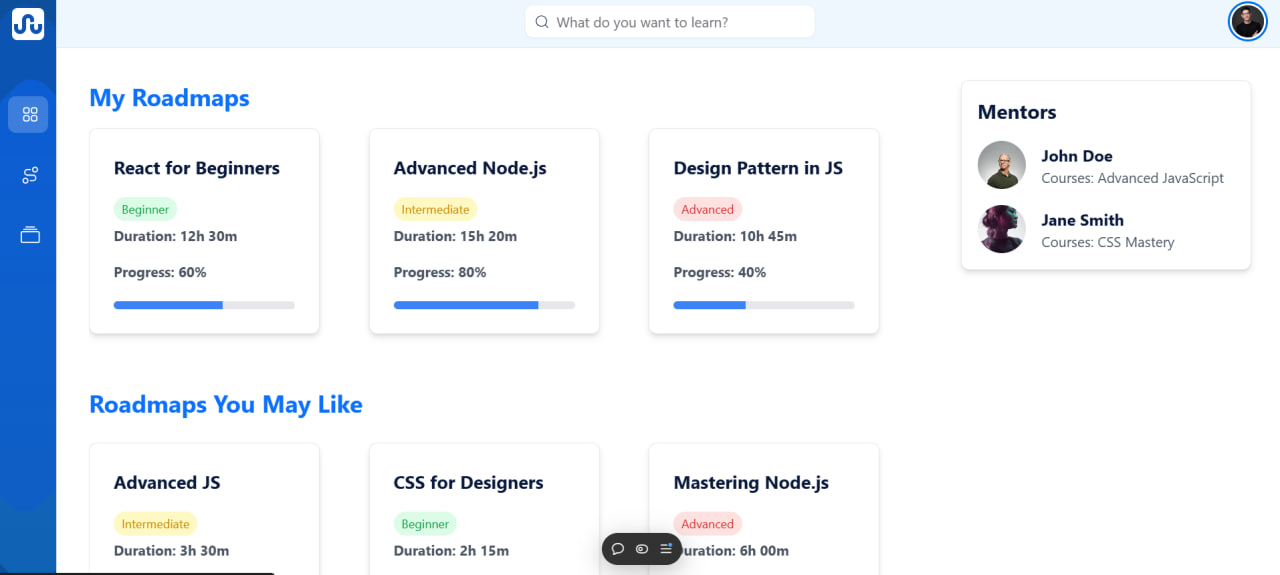 What do you want to learn?
My Roadmaps
React for Beginners
Beginner
Duration: 12h 30m
Progress: 60%
Advanced Node.js
Intermediate
Duration: 15h 20m
Progress: 80%
Design Pattern in JS
Advanced
Duration: 10h 45m
Progress: 40%
Mentors
John Doe
Courses: Advanced JavaScript
Jane Smith
Courses: CSS Mastery
Roadmaps You May Like
Advanced JS
Intermediate
Duration: 3h 30m
CSS for Designers
Beginner
Duration: 2h 15m
Mastering Node.js
Advanced
uration: 6h 00m